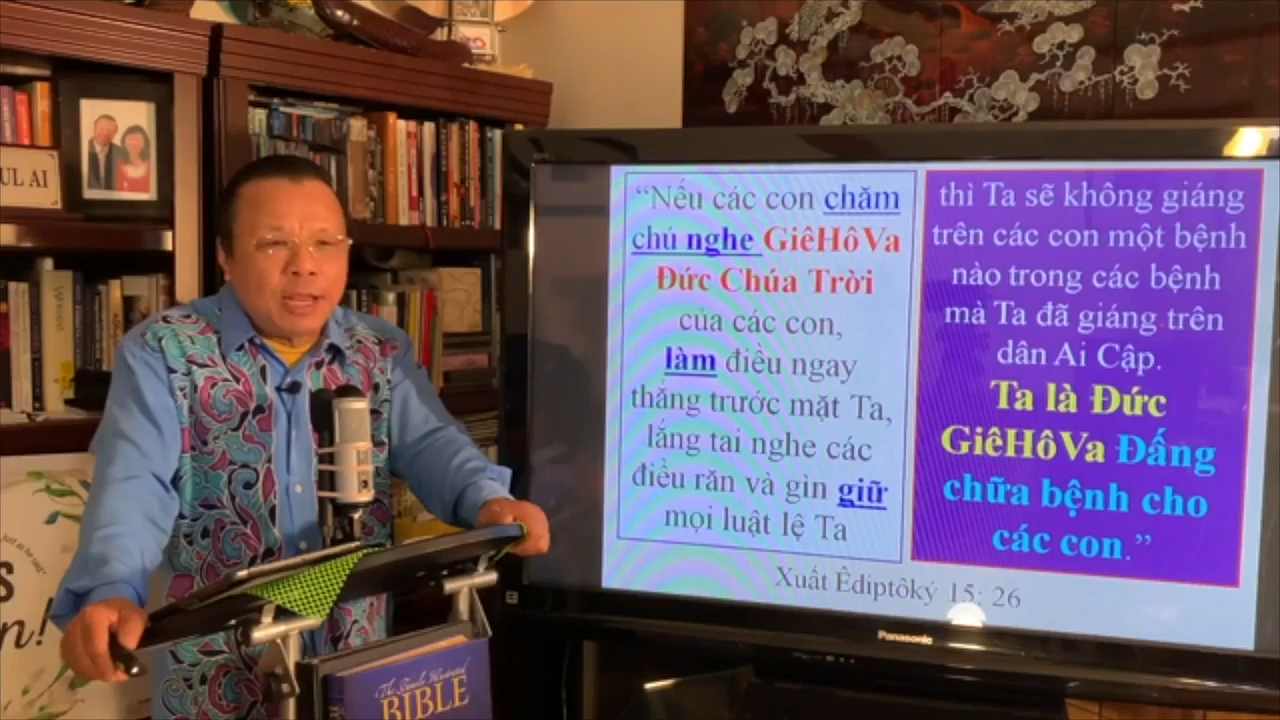 UL AI
"Nếu các con chăm
chú nghe GiêHôVa
Đức Chúa Trời
của các con,
làm điều ngay
thẳng trước mặt Ta,
lắng tai nghe các
điều răn và gìn giữ
mọi luật lệ Ta
thì Ta sẽ không giáng
trên các con một bệnh
nào trong các bệnh
mà Ta đã giáng trên
dân Ai Cập.
Ta là Đức
GiêHôVa Đấng
chữa bệnh cho
các con."
Xuất Êdiptôký 15: 26
Panasonic
BIBLE